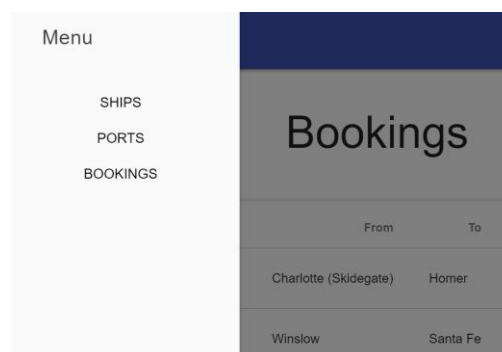 Menu
SHIPS
PORTS
BOOKINGS
Bookings
From To
Charlotte (Skidegate) Homer
Winslow Santa Fe